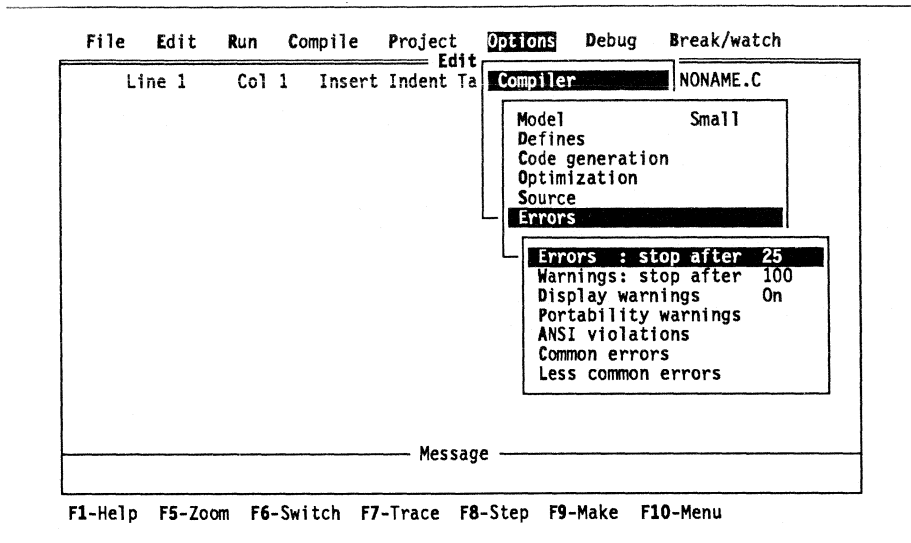 File Edit Run Compile Project Options Debug Break/watch
Edit
Line 1 Col 1 Insert Indent Ta Compiler NONAME.C
Model Small
Defines
Code generation
Optimization
Source
Errors
Errors : stop after 25
Warnings: stop after 100
Display warnings On
Portability warnings
ANSI violations
Common errors
Less common errors
Message
F1-Help F5-Zoom F6-Switch F7-Trace F8-Step F9-Make F10-Menu